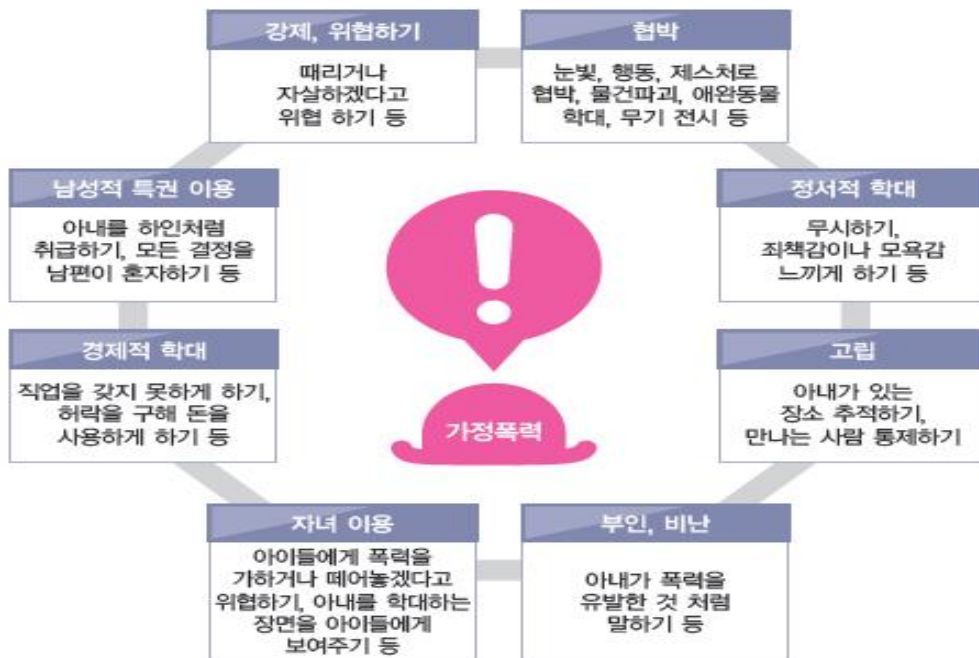 강제, 위협하기
때리거나
자살하겠다고
위협 하기 등
협박
눈빛, 행동, 제스처로
협박, 물건파괴, 애완동물
학대, 무기 전시 등
남성적 특권 이용
아내를 하인처럼
취급하기, 모든 결정을
남편이 혼자하기 등
정서적 학대
무시하기,
죄책감이나 모욕감
느끼게 하기 등
경제적 학대
직업을 갖지 못하게 하기,
허락을 구해 돈을
사용하게 하기 등
고립
아내가 있는
장소 추적하기,
만나는 사람 통제하기
가정폭력
자녀 이용
아이들에게 폭력을
가하거나 떼어놓겠다고
위협하기, 아내를 학대하는
장면을 아이들에게
보여주기 등
부인, 비난
아내가 폭력을
유발한 것 처럼
말하기 등